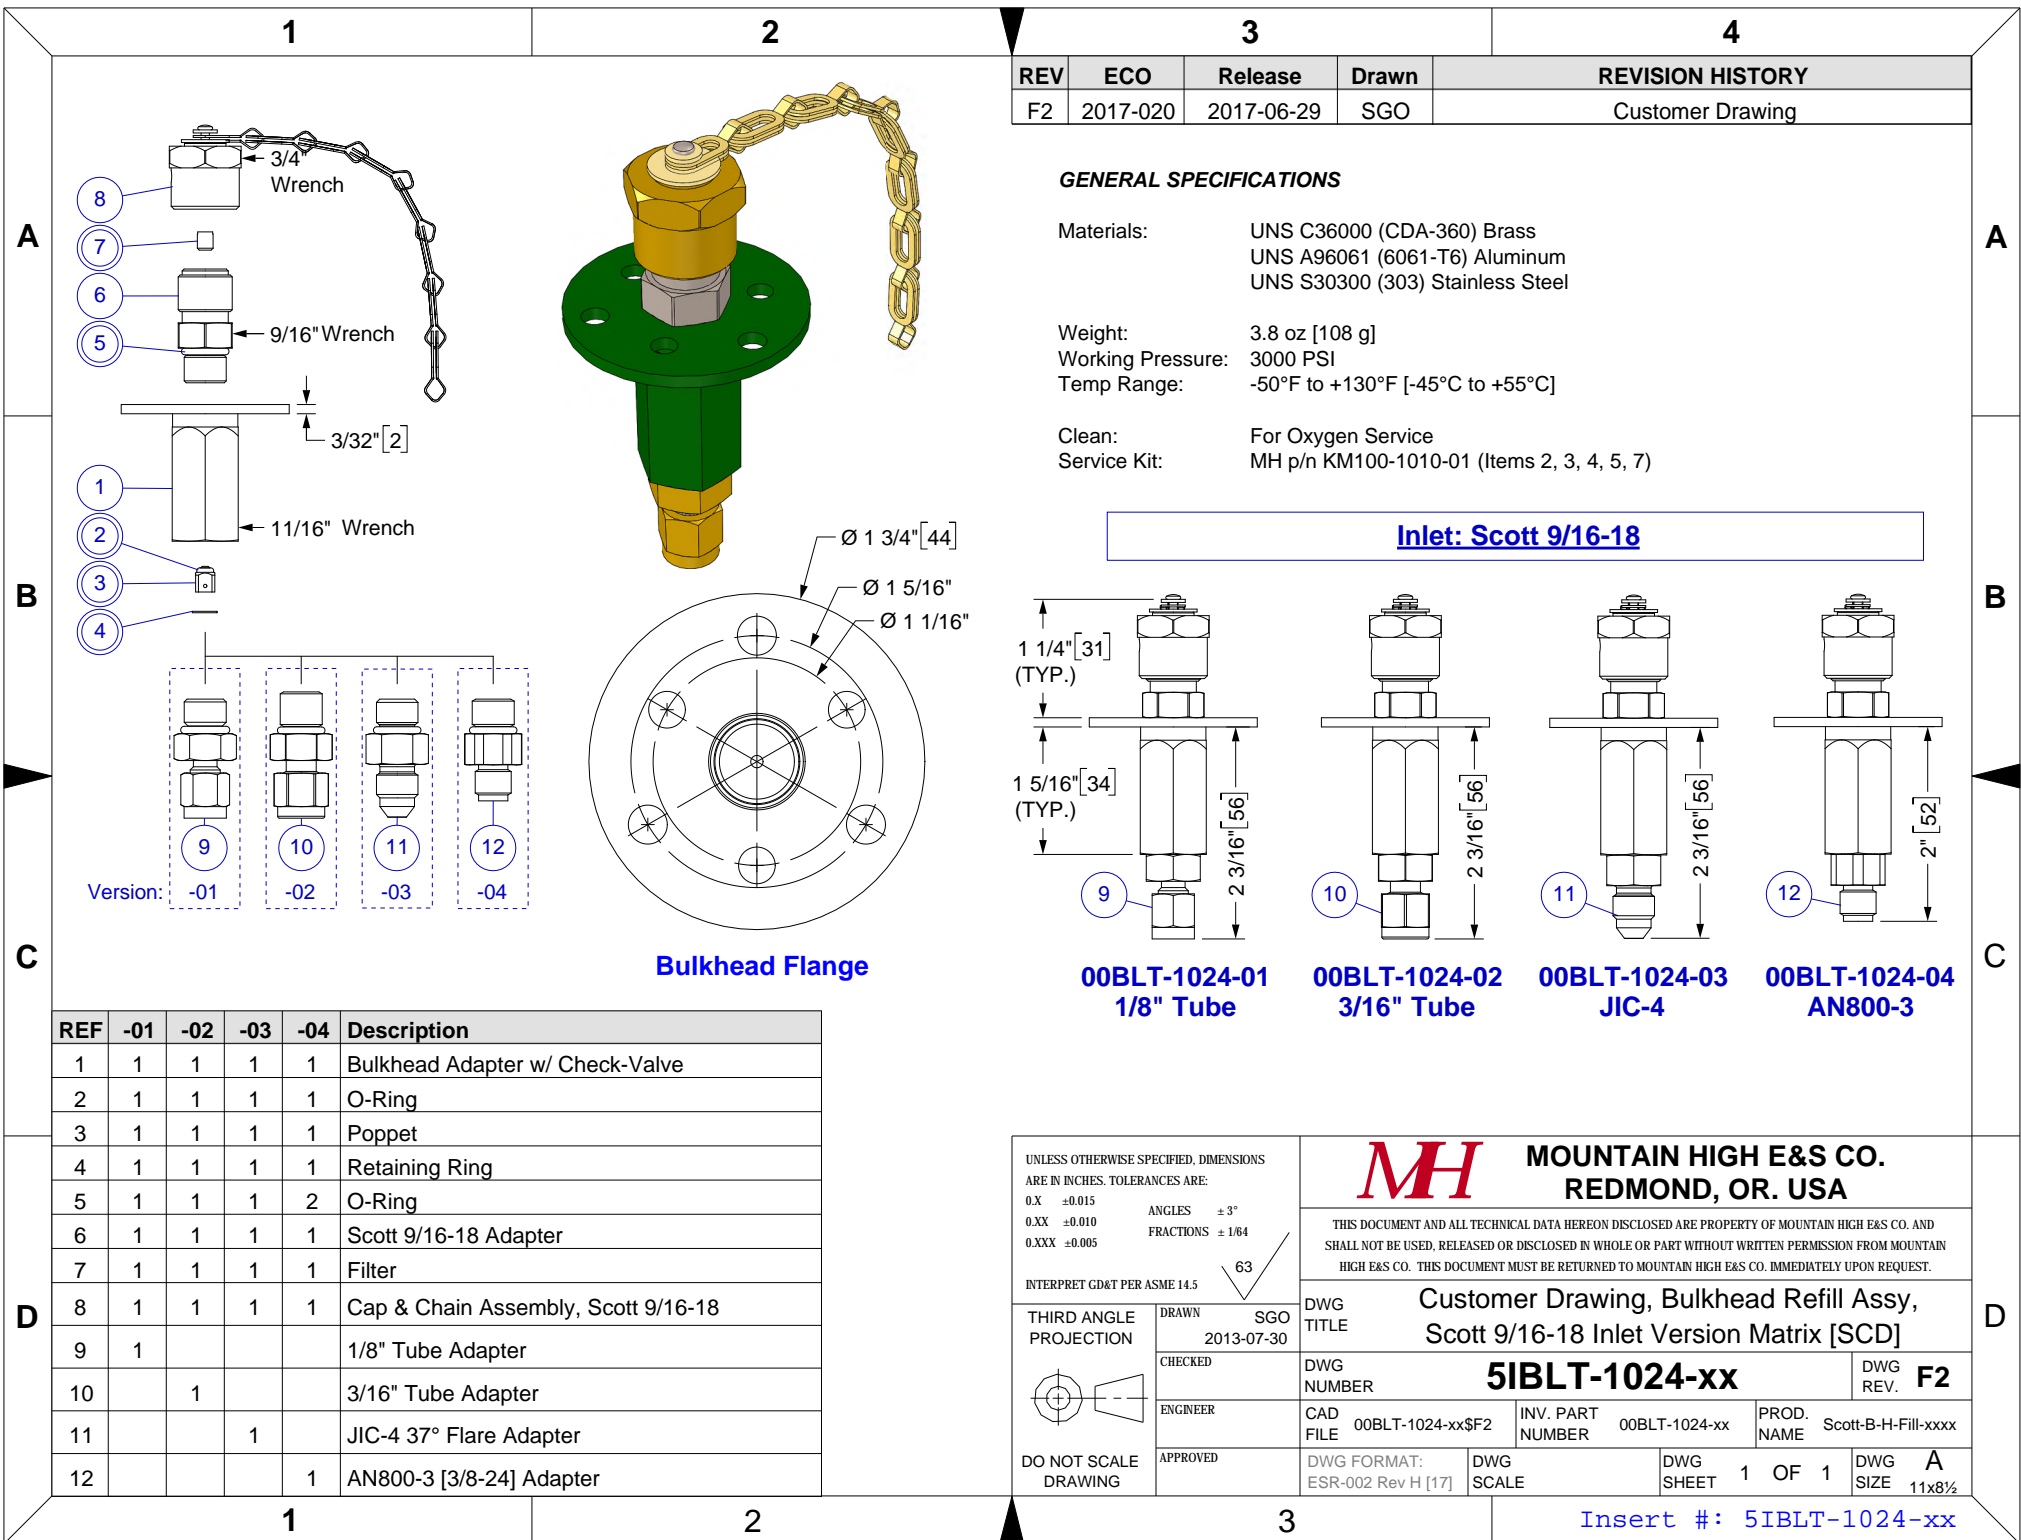 1 2 3 4
REV ECO Release Drawn REVISION HISTORY
F2 2017-020 2017-06-29 SGO Customer Drawing
A
A
3/4"
Wrench
8
7
6
9/16" Wrench
5
3/32" [2]
1
11/16" Wrench
2
3
4
B
B
9 10 11 12
Version: -01 -02 -03 -04
Ø 1 3/4" [44]
Ø 1 5/16"
Ø 1 1/16"
Bulkhead Flange
GENERAL SPECIFICATIONS
Materials: UNS C36000 (CDA-360) Brass
UNS A96061 (6061-T6) Aluminum
UNS S30300 (303) Stainless Steel
Weight: 3.8 oz [108 g]
Working Pressure: 3000 PSI
Temp Range: -50°F to +130°F [-45°C to +55°C]
Clean: For Oxygen Service
Service Kit: MH p/n KM100-1010-01 (Items 2, 3, 4, 5, 7)
Inlet: Scott 9/16-18
1 1/4" [31]
(TYP.)
1 5/16" [34]
(TYP.)
2 3/16" [56]
2 3/16" [56]
2 3/16" [56]
2" [52]
9 10 11 12
00BLT-1024-01 00BLT-1024-02 00BLT-1024-03 00BLT-1024-04
1/8" Tube 3/16" Tube JIC-4 AN800-3
C
C
REF -01 -02 -03 -04 Description
1 1 1 1 1 Bulkhead Adapter w/ Check-Valve
2 1 1 1 1 O-Ring
3 1 1 1 1 Poppet
4 1 1 1 1 Retaining Ring
5 1 1 1 2 O-Ring
6 1 1 1 1 Scott 9/16-18 Adapter
7 1 1 1 1 Filter
8 1 1 1 1 Cap & Chain Assembly, Scott 9/16-18
9 1 1/8" Tube Adapter
10 1 3/16" Tube Adapter
11 1 JIC-4 37° Flare Adapter
12 1 AN800-3 [3/8-24] Adapter
D
D
UNLESS OTHERWISE SPECIFIED, DIMENSIONS
ARE IN INCHES. TOLERANCES ARE:
0.X ±0.015
0.XX ±0.010
0.XXX ±0.005
ANGLES ± 3°
FRACTIONS ± 1/64
63
INTERPRET GD&T PER ASME 14.5
MH
MOUNTAIN HIGH E&S CO.
REDMOND, OR. USA
THIS DOCUMENT AND ALL TECHNICAL DATA HEREON DISCLOSED ARE PROPERTY OF MOUNTAIN HIGH E&S CO. AND
SHALL NOT BE USED, RELEASED OR DISCLOSED IN WHOLE OR PART WITHOUT WRITTEN PERMISSION FROM MOUNTAIN
HIGH E&S CO. THIS DOCUMENT MUST BE RETURNED TO MOUNTAIN HIGH E&S CO. IMMEDIATELY UPON REQUEST.
THIRD ANGLE
PROJECTION
DO NOT SCALE
DRAWING
DRAWN SGO
2013-07-30
CHECKED
ENGINEER
APPROVED
DWG
TITLE
Customer Drawing, Bulkhead Refill Assy,
Scott 9/16-18 Inlet Version Matrix [SCD]
DWG
NUMBER
5IBLT-1024-xx
DWG
REV. F2
CAD
FILE 00BLT-1024-xx$F2
INV. PART
NUMBER 00BLT-1024-xx
PROD.
NAME Scott-B-H-Fill-xxxx
DWG FORMAT:
ESR-002 Rev H [17]
DWG
SCALE
DWG
SHEET 1 OF 1
DWG
SIZE A
11x8½
1 2 3
Insert #: 5IBLT-1024-xx